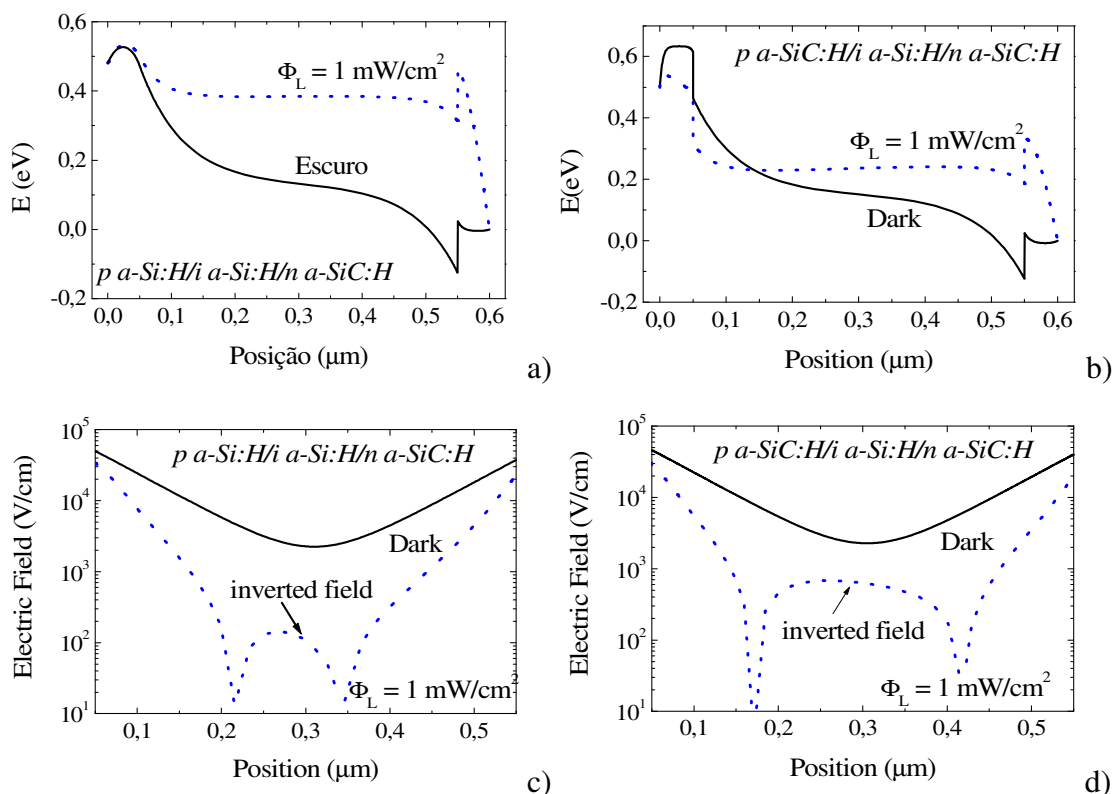 0,6
0,4
0,2
0,0
-0,2
E (eV)
p a-Si:H/i a-Si:H/n a-SiC:H
Φ_L = 1 mW/cm²
Escuro
0,0 0,1 0,2 0,3 0,4 0,5 0,6
Posição (µm)
a)
0,6
0,4
0,2
0,0
-0,2
E(eV)
p a-SiC:H/i a-Si:H/n a-SiC:H
Φ_L = 1 mW/cm²
Dark
0,0 0,2 0,4 0,6
Position (µm)
b)
10⁵
10⁴
10³
10²
10¹
Electric Field (V/cm)
p a-Si:H/i a-Si:H/n a-SiC:H
Dark
inverted field
Φ_L = 1 mW/cm²
0,1 0,2 0,3 0,4 0,5
Position (µm)
c)
10⁵
10⁴
10³
10²
10¹
Electric Field (V/cm)
p a-SiC:H/i a-Si:H/n a-SiC:H
Dark
inverted field
Φ_L = 1 mW/cm²
0,1 0,2 0,3 0,4 0,5
Position (µm)
d)